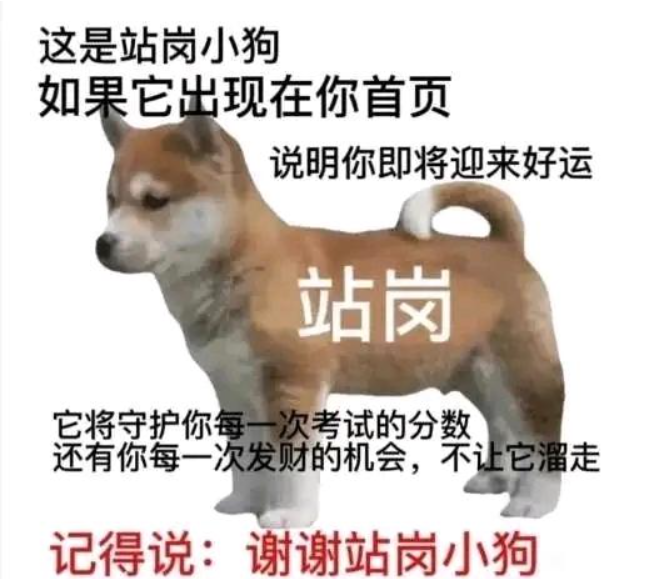 这是站岗小狗
如果它出现在你首页
说明你即将迎来好运
站岗
它将守护你每一次考试的分数
还有你每一次发财的机会，不让它溜走
记得说：谢谢站岗小狗